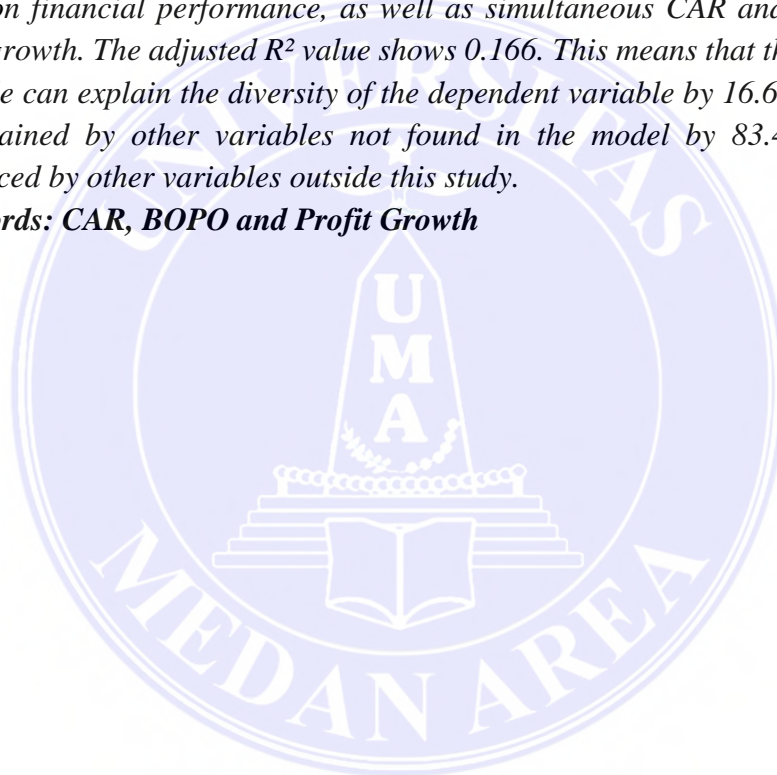 on financial performance, as well as simultaneous CAR and
growth. The adjusted R² value shows 0.166. This means that th
e can explain the diversity of the dependent variable by 16.6
ained by other variables not found in the model by 83.4
ced by other variables outside this study.
ords: CAR, BOPO and Profit Growth
UNIVERSITAS
UMA
MEDAN AREA